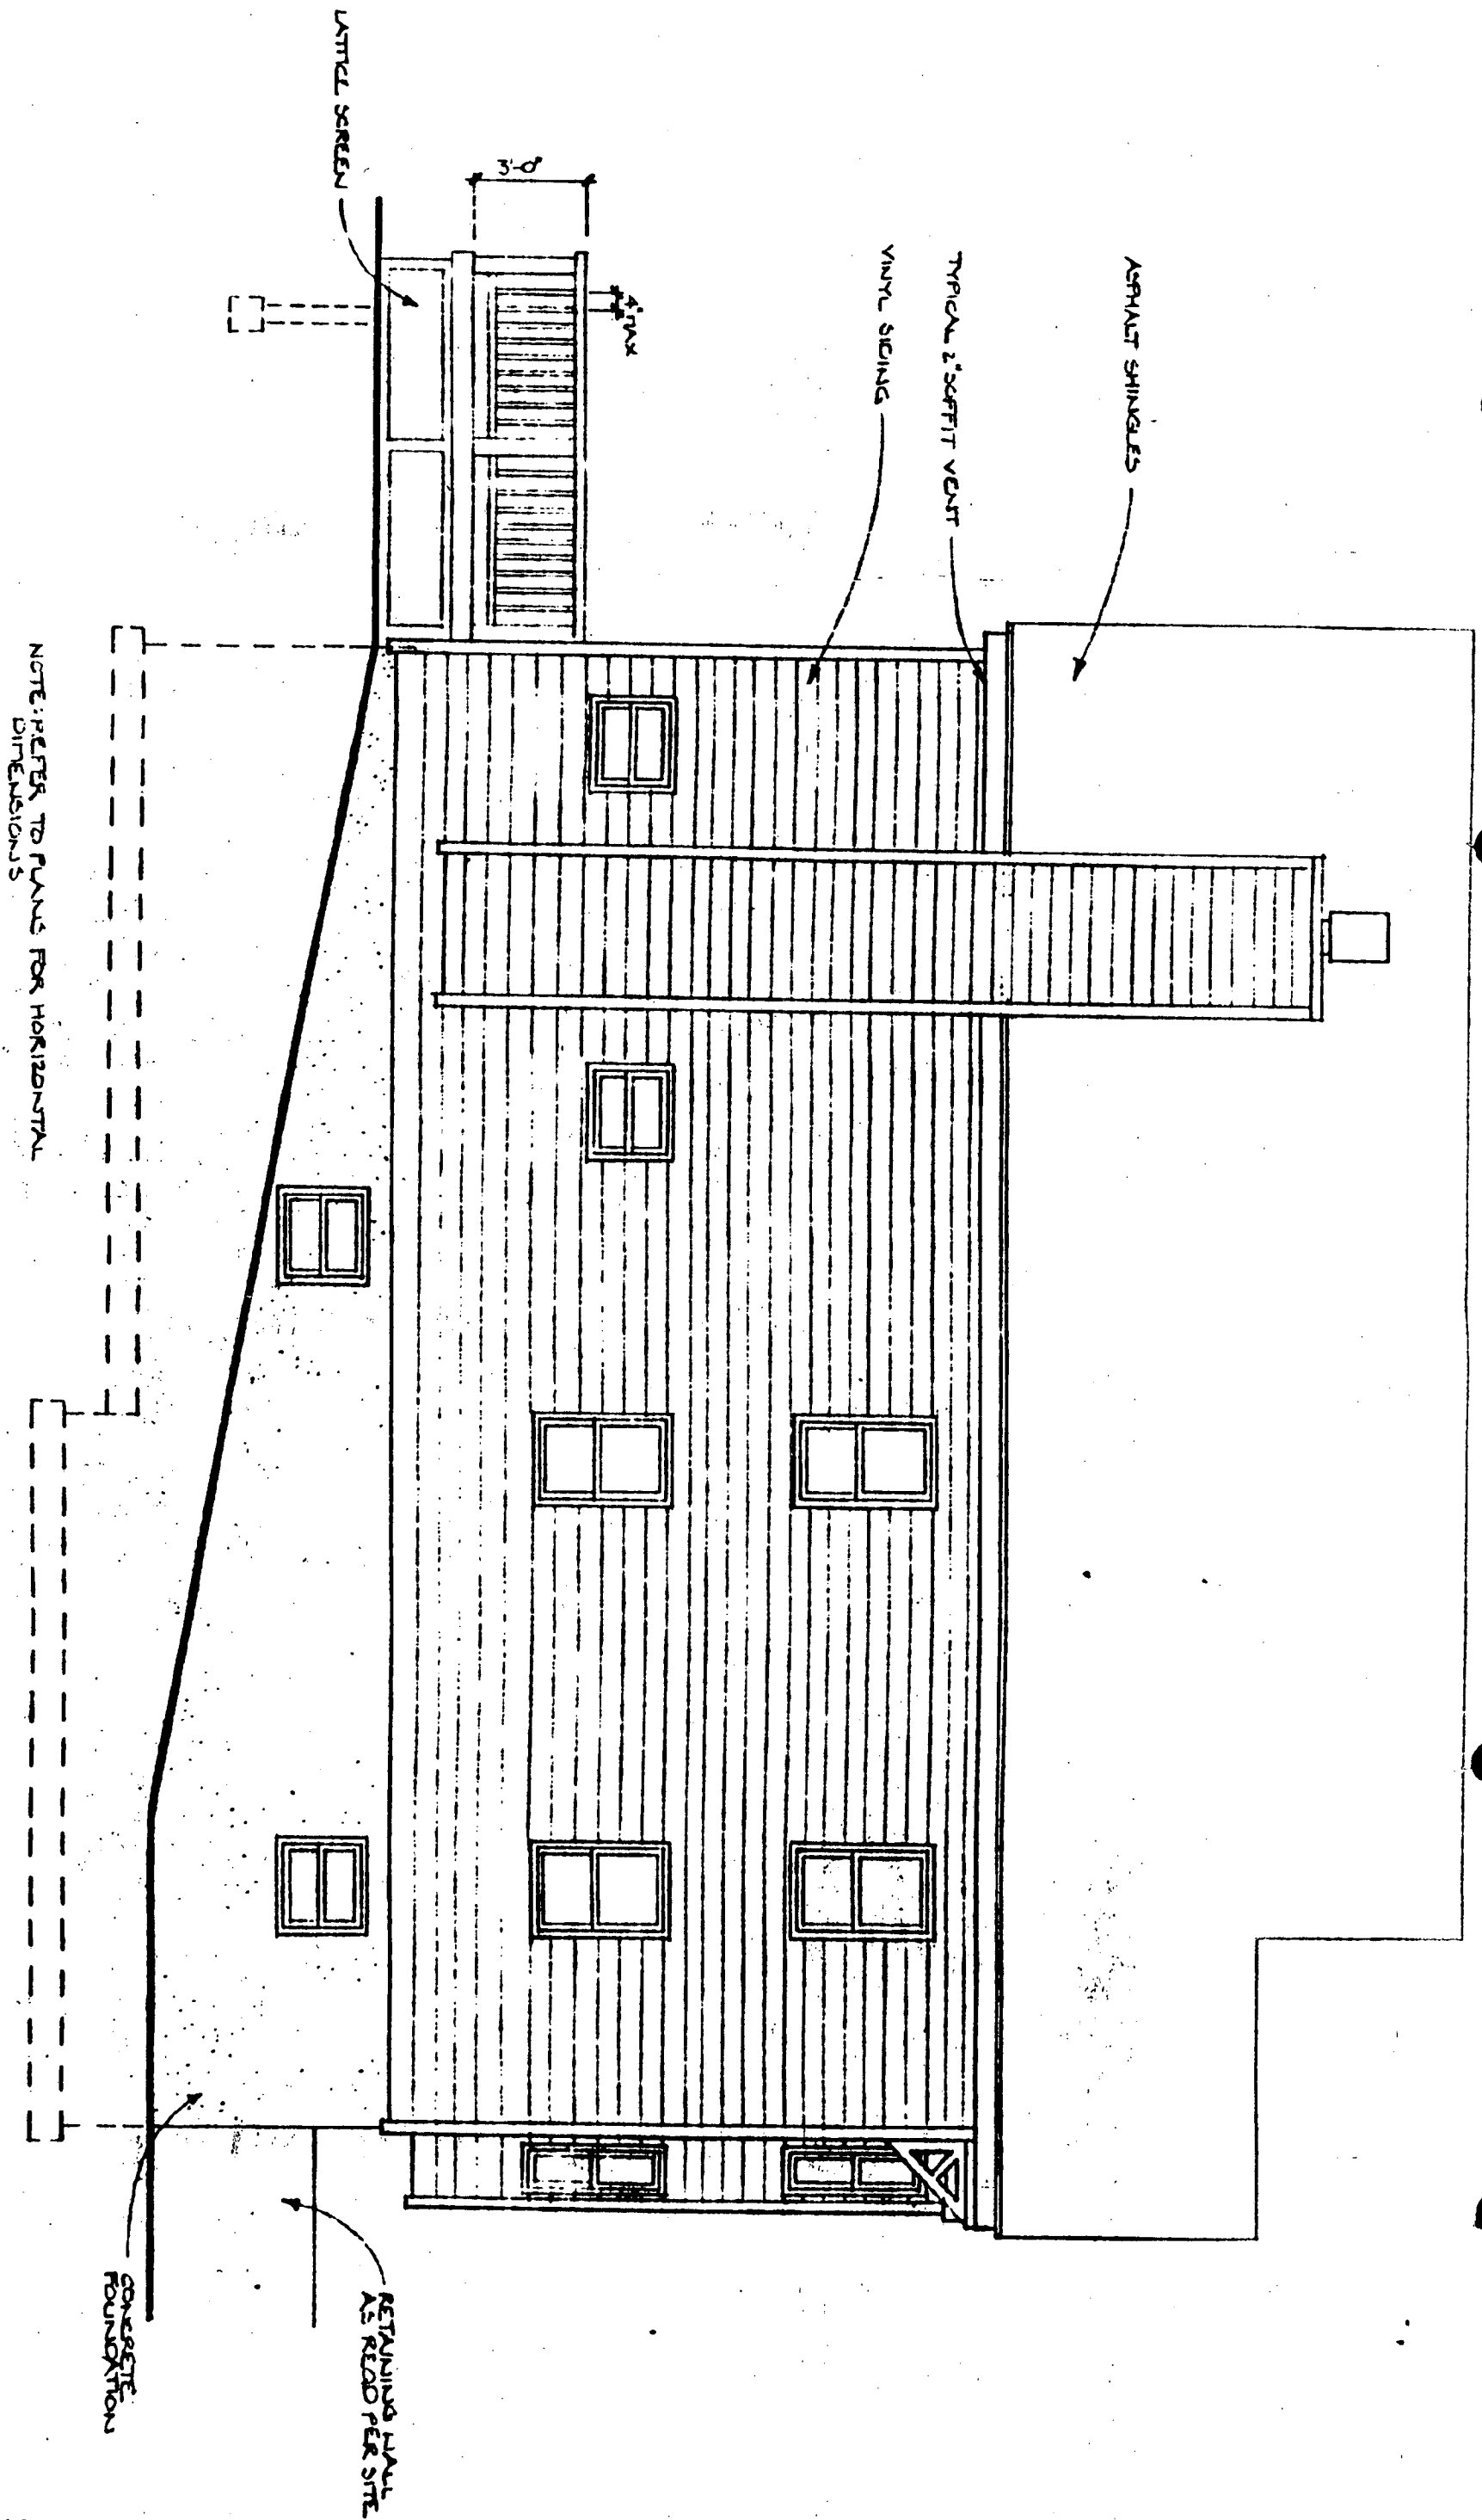 ASPHALT SHINGLES
TYPICAL 2" SOFFIT VENT
VINYL SIDING
4" MAX
3'-0"
LATTICE SCREEN
RETAINING WALL
AS REQD PER SITE
CONCRETE
FOUNDATION
NOTE: REFER TO PLANS FOR HORIZONTAL
DIMENSIONS